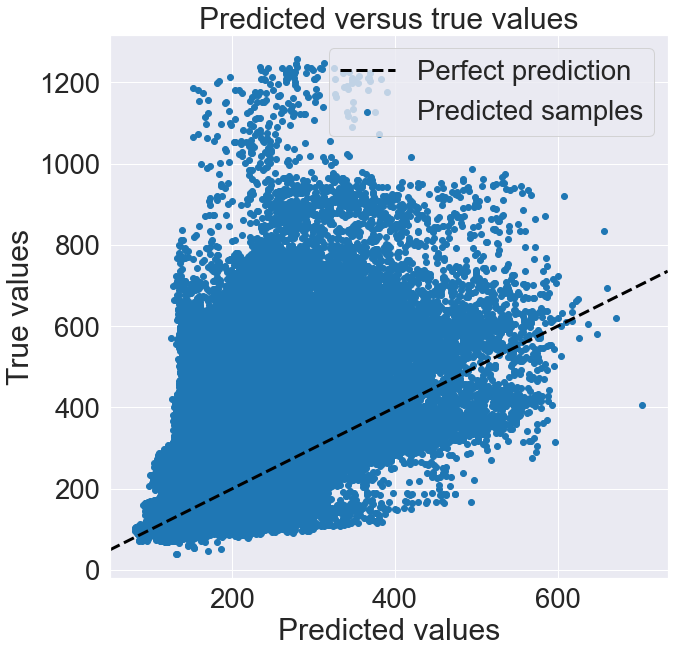 Predicted versus true values
Perfect prediction
Predicted samples
True values
1200
1000
800
600
400
200
0
200 400 600
Predicted values